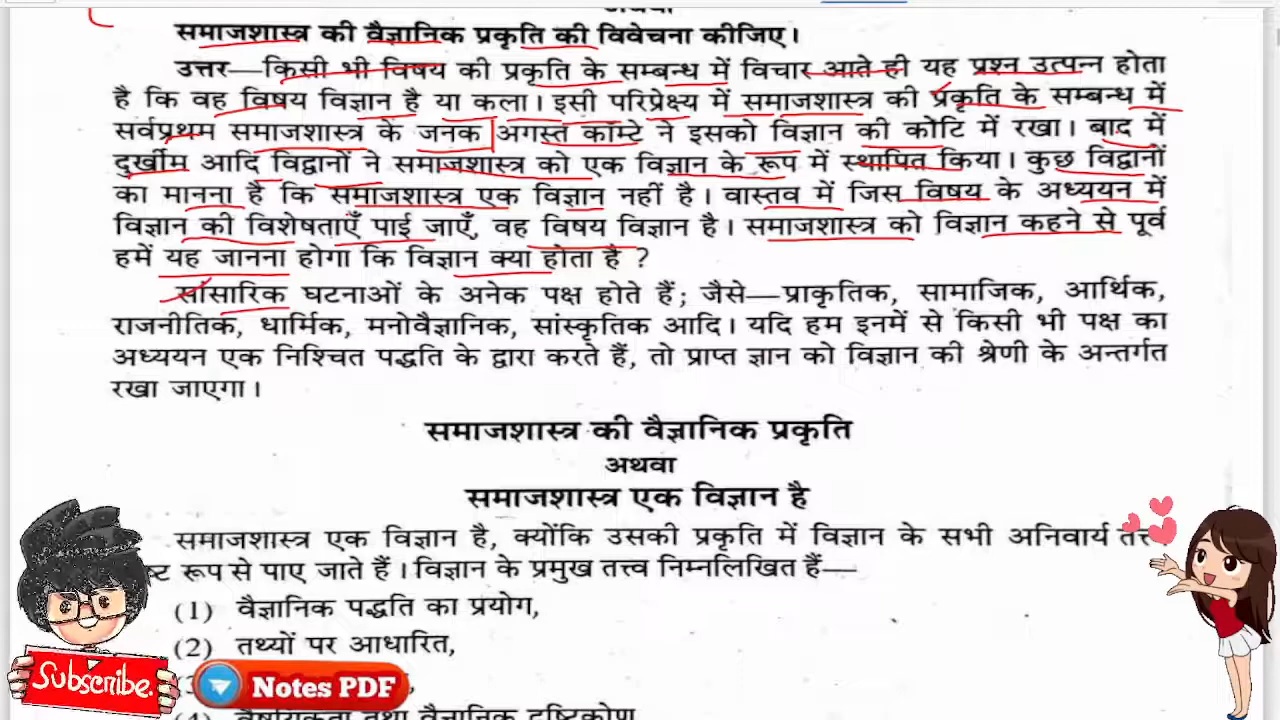 अथवा
समाजशास्त्र की वैज्ञानिक प्रकृति की विवेचना कीजिए।
उत्तर—किसी भी विषय की प्रकृति के सम्बन्ध में विचार आते ही यह प्रश्न उत्पन्न होता
है कि वह विषय विज्ञान है या कला। इसी परिप्रेक्ष्य में समाजशास्त्र की प्रकृति के सम्बन्ध में
सर्वप्रथम समाजशास्त्र के जनक अगस्त कॉम्टे ने इसको विज्ञान की कोटि में रखा। बाद में
दुर्खीम आदि विद्वानों ने समाजशास्त्र को एक विज्ञान के रूप में स्थापित किया। कुछ विद्वानों
का मानना है कि समाजशास्त्र एक विज्ञान नहीं है। वास्तव में जिस विषय के अध्ययन में
विज्ञान की विशेषताएँ पाई जाएँ, वह विषय विज्ञान है। समाजशास्त्र को विज्ञान कहने से पूर्व
हमें यह जानना होगा कि विज्ञान क्या होता है ?
सांसारिक घटनाओं के अनेक पक्ष होते हैं; जैसे—प्राकृतिक, सामाजिक, आर्थिक,
राजनीतिक, धार्मिक, मनोवैज्ञानिक, सांस्कृतिक आदि। यदि हम इनमें से किसी भी पक्ष का
अध्ययन एक निश्चित पद्धति के द्वारा करते हैं, तो प्राप्त ज्ञान को विज्ञान की श्रेणी के अन्तर्गत
रखा जाएगा।
समाजशास्त्र की वैज्ञानिक प्रकृति
अथवा
समाजशास्त्र एक विज्ञान है
समाजशास्त्र एक विज्ञान है, क्योंकि उसकी प्रकृति में विज्ञान के सभी अनिवार्य
रूप से पाए जाते हैं। विज्ञान के प्रमुख तत्त्व निम्नलिखित हैं—
(1) वैज्ञानिक पद्धति का प्रयोग,
(2) तथ्यों पर आधारित,
(4) वैषयिकता तथा वैज्ञानिक दृष्टिकोण
Subscribe.
Notes PDF